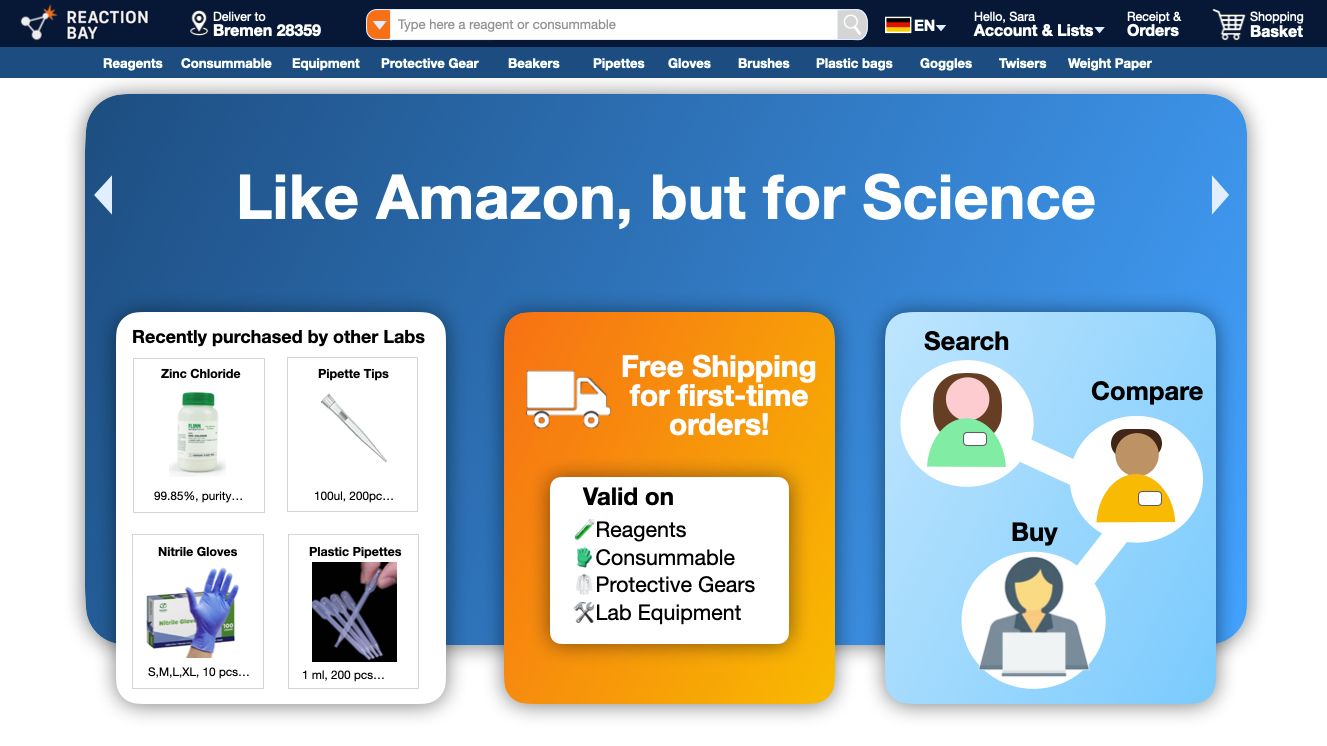 REACTION
BAY
Deliver to
Bremen 28359
Type here a reagent or consummable
EN
Hello, Sara
Account & Lists
Receipt &
Orders
Shopping
Basket
Reagents Consummable Equipment Protective Gear Beakers Pipettes Gloves Brushes Plastic bags Goggles Twisers Weight Paper
Like Amazon, but for Science
Recently purchased by other Labs
Zinc Chloride
FLINN
99.85%, purity...
Pipette Tips
100ul, 200pc...
Nitrile Gloves
Nitrile Glove
100
S,M,L,XL, 10 pcs...
Plastic Pipettes
1 ml, 200 pcs...
Free Shipping
for first-time
orders!
Valid on
Reagents
Consummable
Protective Gears
Lab Equipment
Search
Compare
Buy